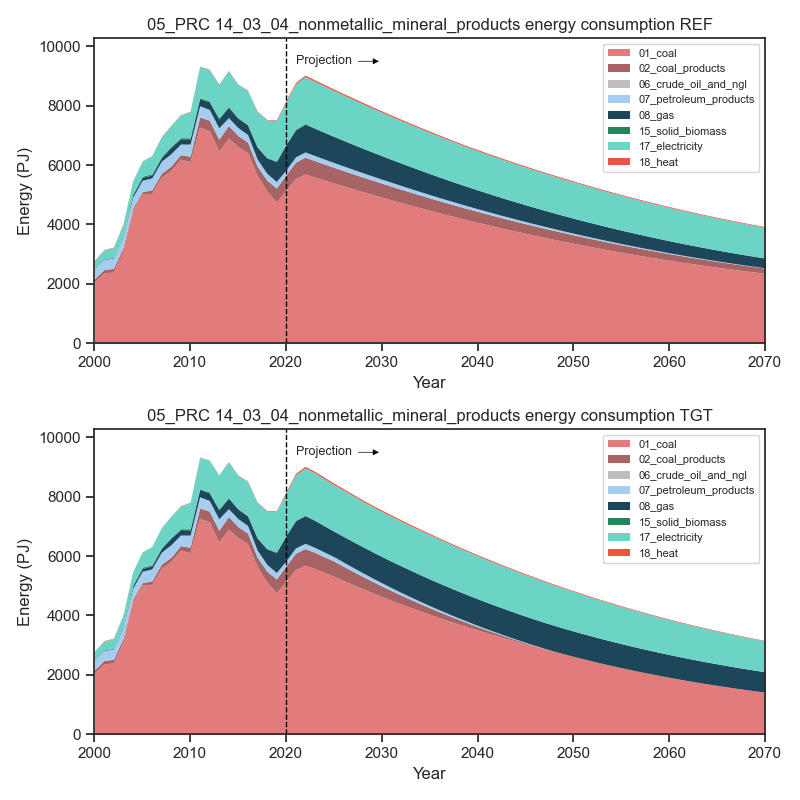 05_PRC 14_03_04_nonmetallic_mineral_products energy consumption REF
Energy (PJ)
10000
8000
6000
4000
2000
0
Projection
01_coal
02_coal_products
06_crude_oil_and_ngl
07_petroleum_products
08_gas
15_solid_biomass
17_electricity
18_heat
2000 2010 2020 2030 2040 2050 2060 2070
Year
05_PRC 14_03_04_nonmetallic_mineral_products energy consumption TGT
Energy (PJ)
10000
8000
6000
4000
2000
0
Projection
01_coal
02_coal_products
06_crude_oil_and_ngl
07_petroleum_products
08_gas
15_solid_biomass
17_electricity
18_heat
2000 2010 2020 2030 2040 2050 2060 2070
Year